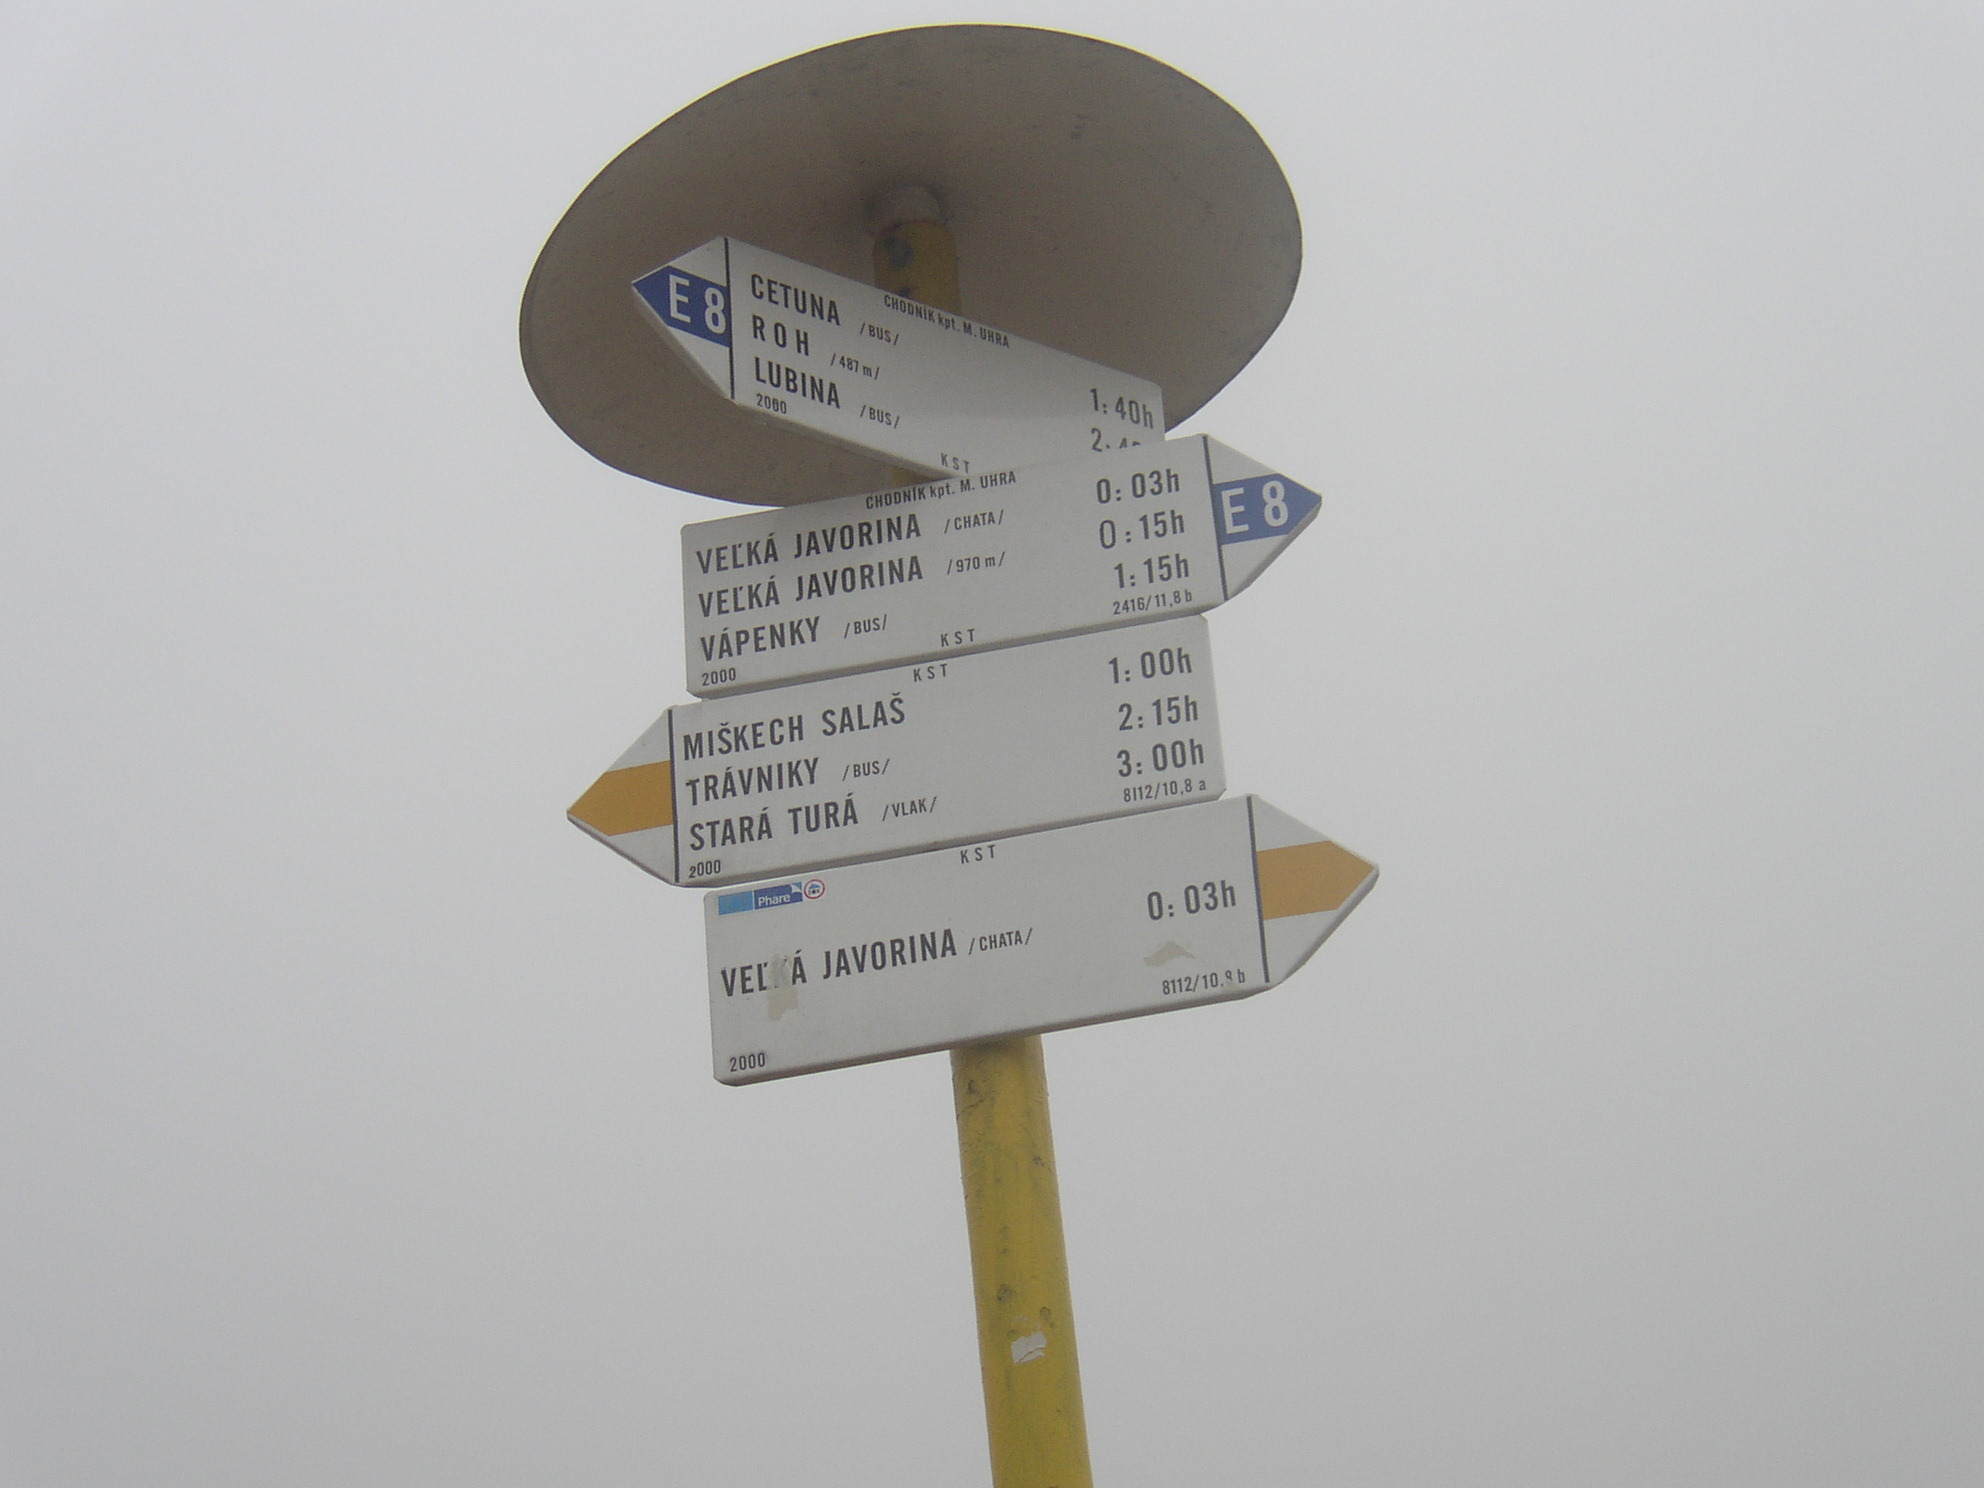 E 8
CHODNÍK kpt. M. UHRA
CETUNA /BUS/ 1:40h
ROH /487 m/
LUBINA /BUS/
2000
KST
CHODNÍK kpt. M. UHRA
VEĽKÁ JAVORINA /CHATA/ 0:03h
VEĽKÁ JAVORINA /970 m/ 0:15h
VÁPENKY /BUS/ 1:15h
2000 KST 2416/11,8 b
E 8
KST
MIŠKECH SALAŠ 1:00h
TRÁVNIKY /BUS/ 2:15h
STARÁ TURÁ /VLAK/ 3:00h
2000 8112/10,8 a
KST
Phare
VEĽKÁ JAVORINA /CHATA/ 0:03h
2000 8112/10,8 b